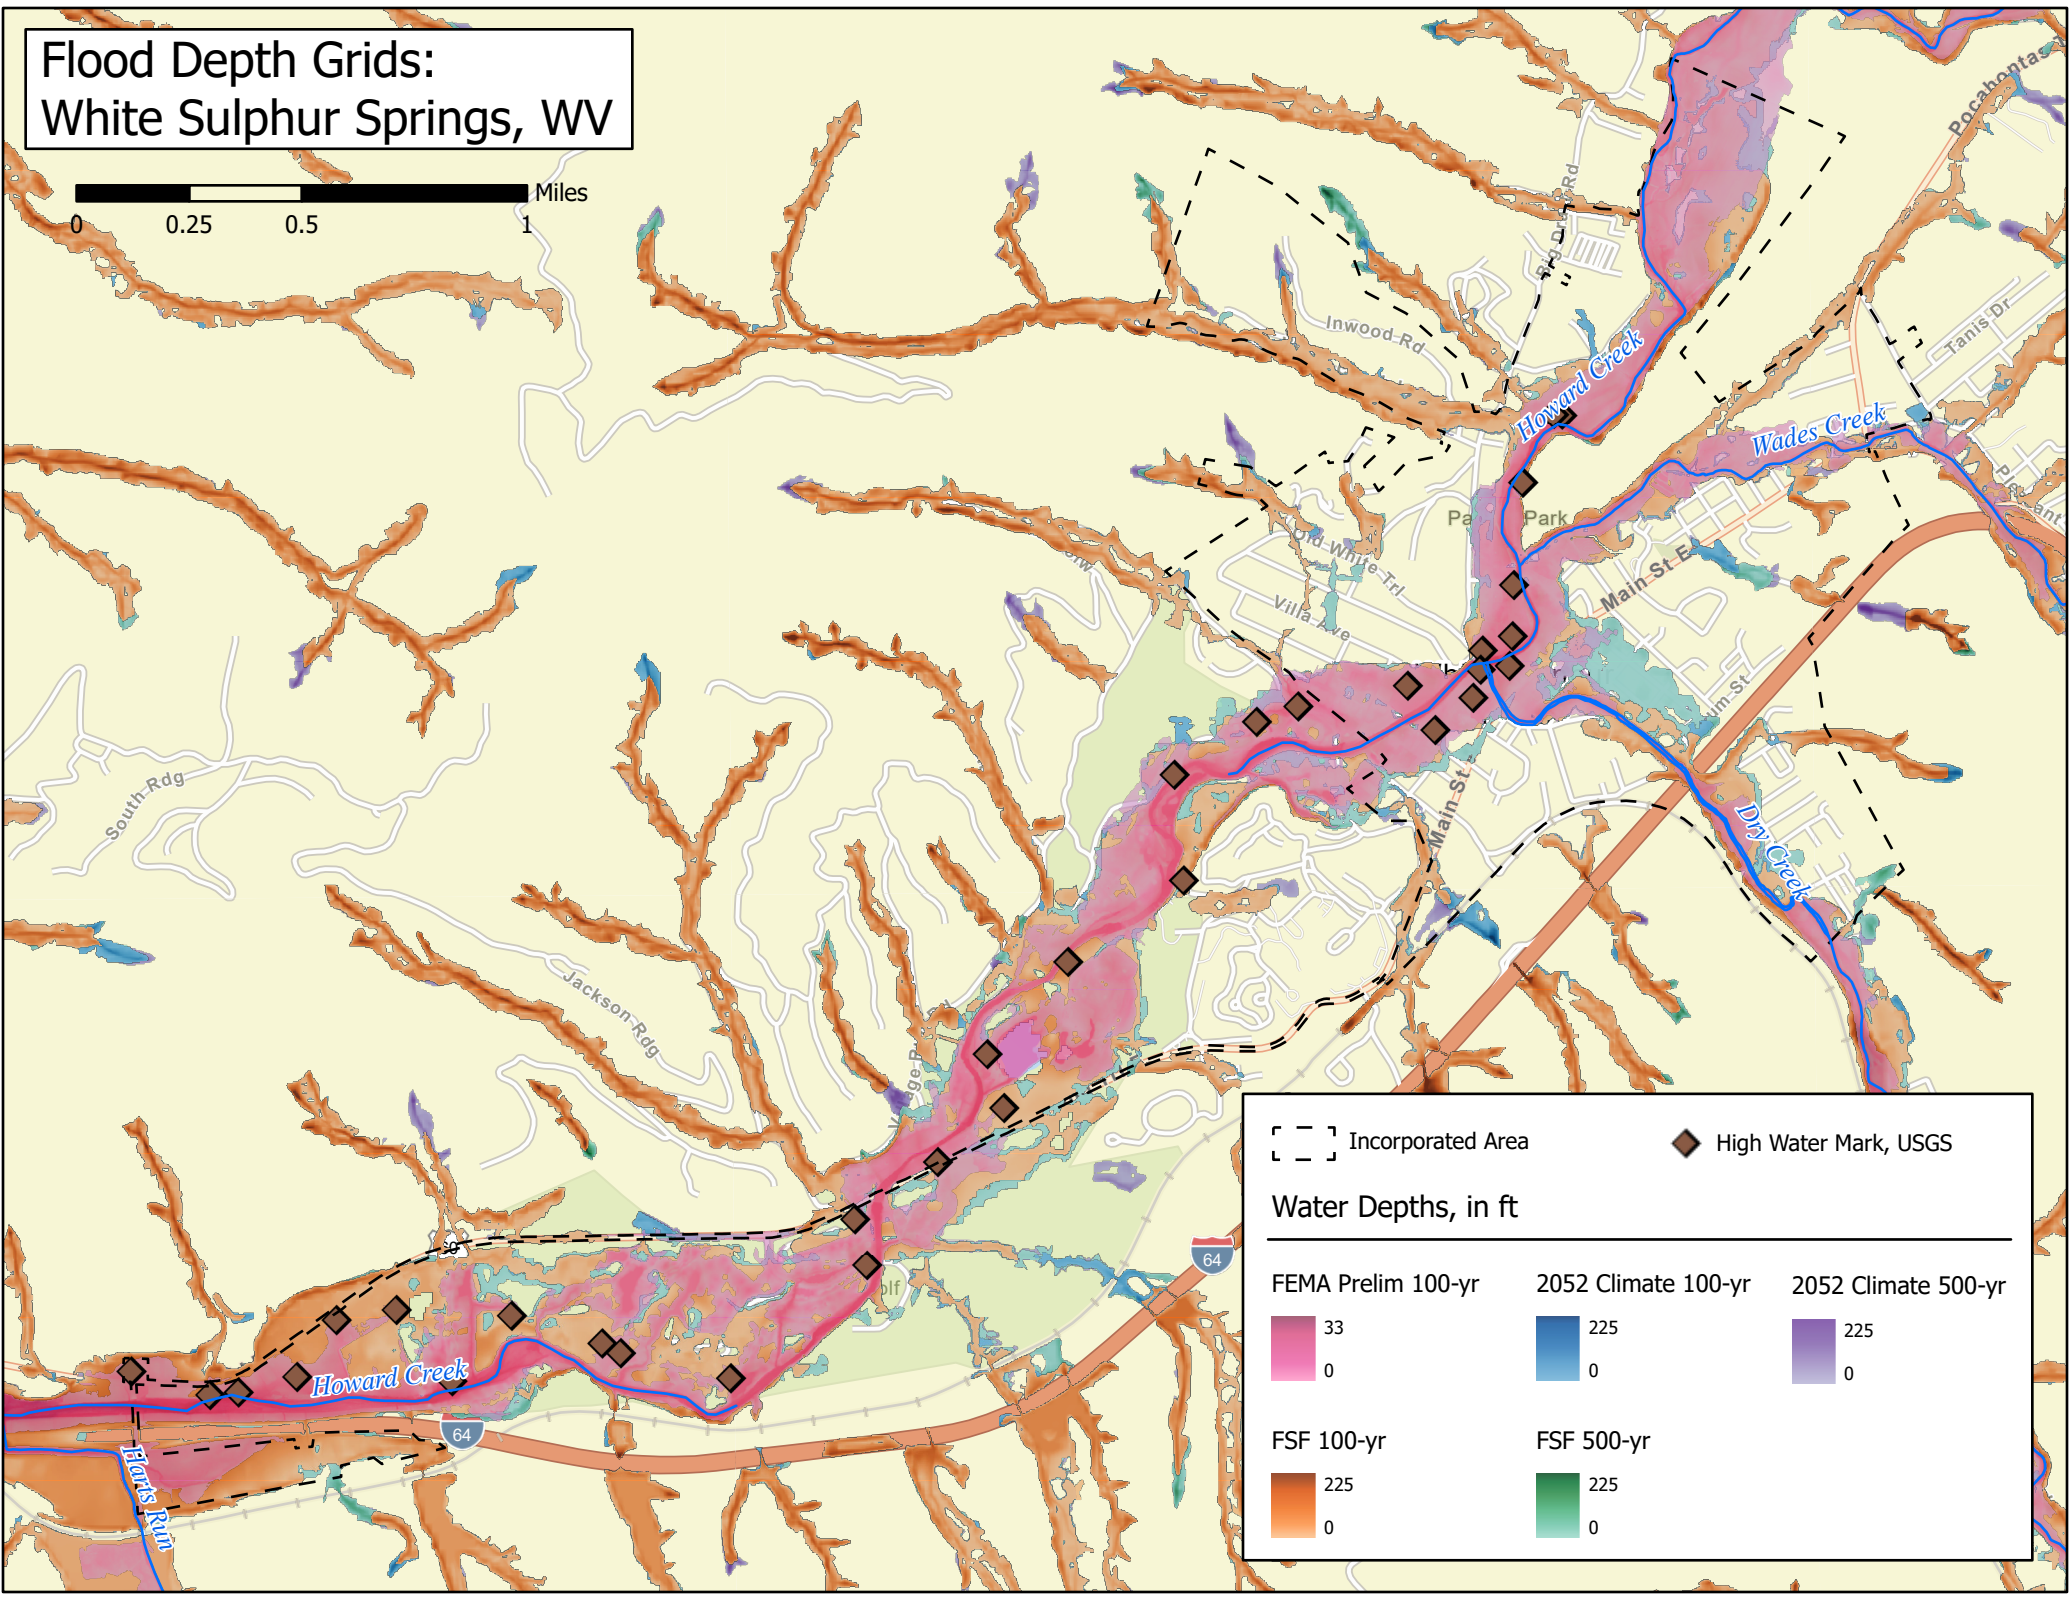 Flood Depth Grids:
White Sulphur Springs, WV
Miles
0 0.25 0.5 1
Pocahontas
Big Draft Rd
Inwood Rd
Tanis Dr
Howard Creek
Wades Creek
Park
Old White Trl
Villa Ave
Main St E
Main St
Dry Creek
South Rdg
Jackson Rdg
Howard Creek
Harts Run
64
64
Incorporated Area
High Water Mark, USGS
Water Depths, in ft
FEMA Prelim 100-yr
33
0
2052 Climate 100-yr
225
0
2052 Climate 500-yr
225
0
FSF 100-yr
225
0
FSF 500-yr
225
0